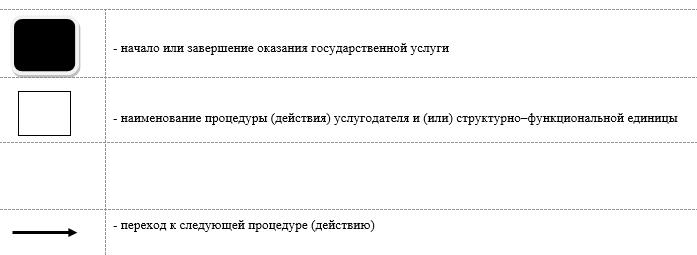 - начало или завершение оказания государственной услуги
- наименование процедуры (действия) услугодателя и (или) структурно–функциональной единицы
- переход к следующей процедуре (действию)